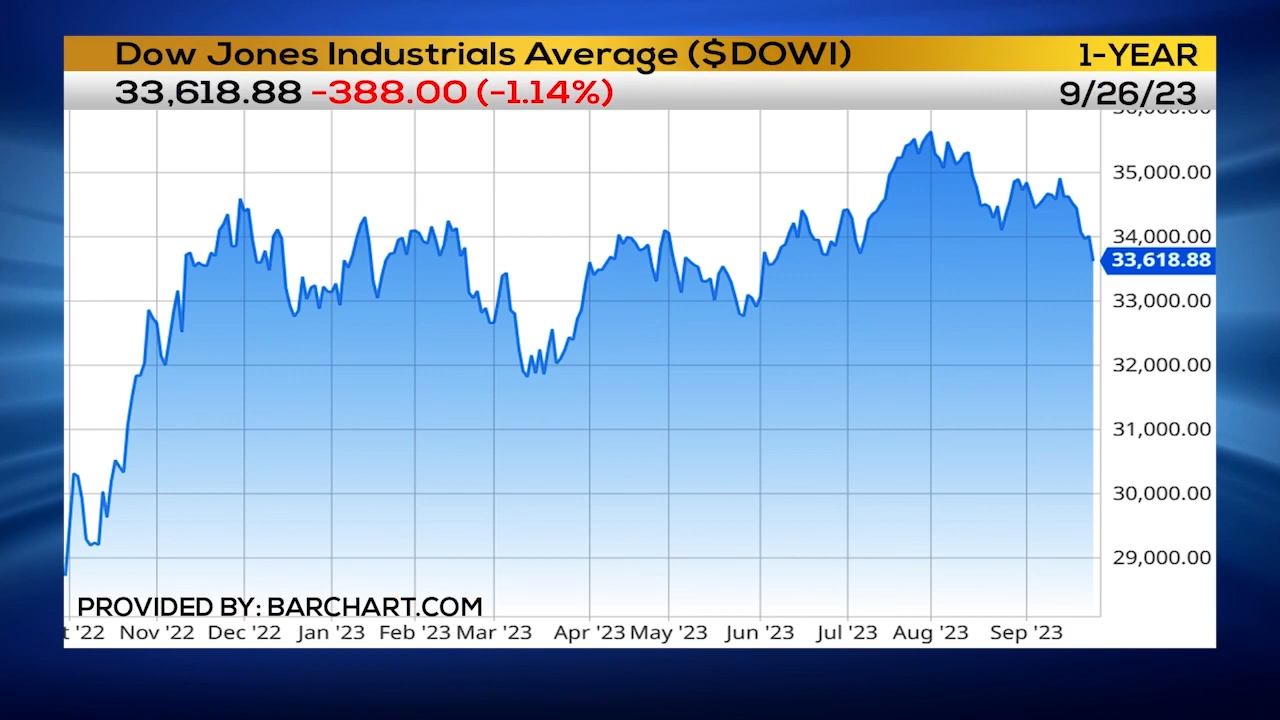 Dow Jones Industrials Average ($DOWI) 1-YEAR
33,618.88 -388.00 (-1.14%) 9/26/23
35,000.00
34,000.00
33,618.88
33,000.00
32,000.00
31,000.00
30,000.00
29,000.00
PROVIDED BY: BARCHART.COM
t '22 Nov '22 Dec '22 Jan '23 Feb '23 Mar '23 Apr '23 May '23 Jun '23 Jul '23 Aug '23 Sep '23